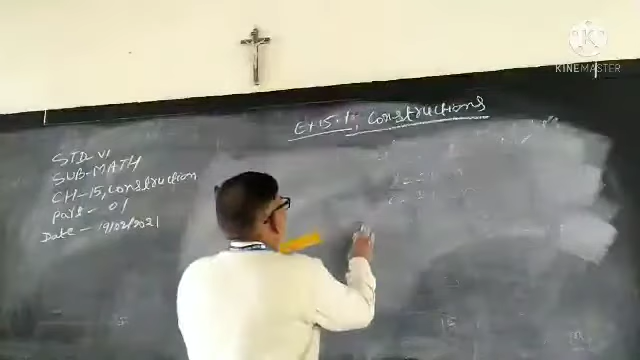 Ex 15.1, Constructions
STD VI
SUB- MATH
CH-15, Construction
Part - 01
Date - 19/02/2021
KINEMASTER